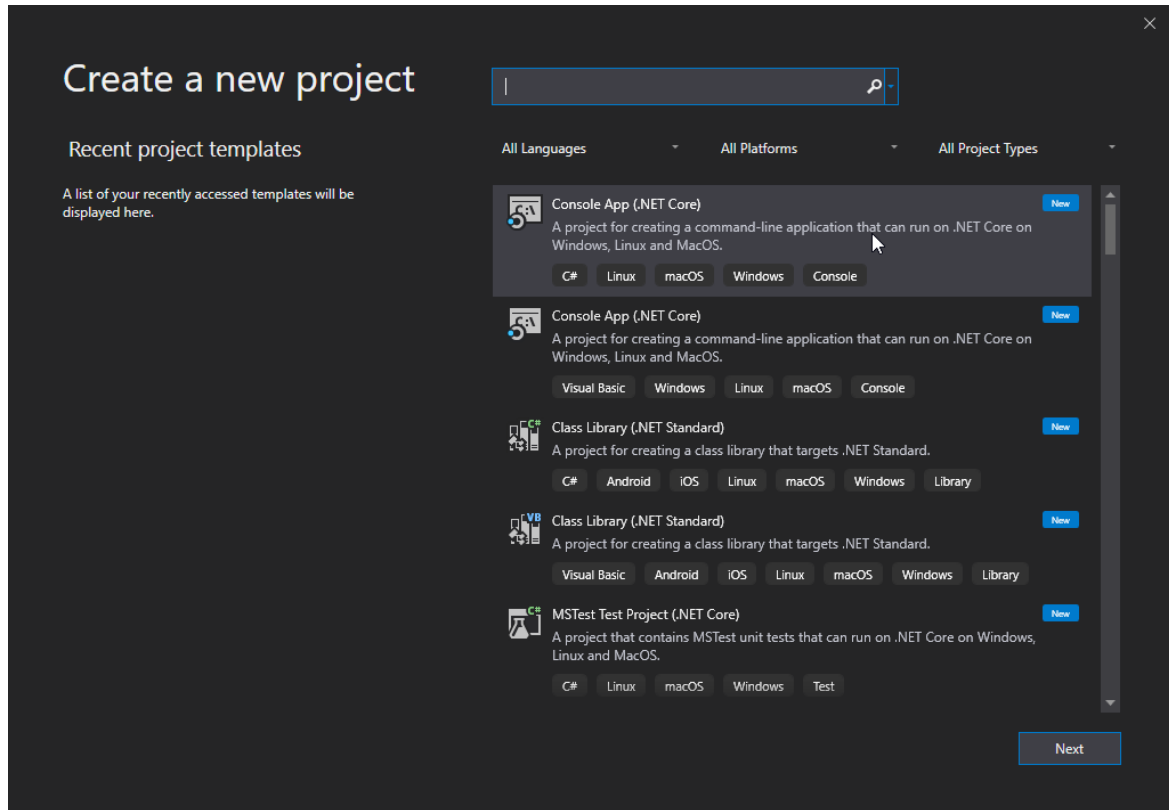 Create a new project
Recent project templates
A list of your recently accessed templates will be
displayed here.
All Languages
All Platforms
All Project Types
Console App (.NET Core)
New
A project for creating a command-line application that can run on .NET Core on
Windows, Linux and MacOS.
C# Linux macOS Windows Console
Console App (.NET Core)
New
A project for creating a command-line application that can run on .NET Core on
Windows, Linux and MacOS.
Visual Basic Windows Linux macOS Console
C#
Class Library (.NET Standard)
New
A project for creating a class library that targets .NET Standard.
C# Android iOS Linux macOS Windows Library
VB
Class Library (.NET Standard)
New
A project for creating a class library that targets .NET Standard.
Visual Basic Android iOS Linux macOS Windows Library
C#
MSTest Test Project (.NET Core)
New
A project that contains MSTest unit tests that can run on .NET Core on Windows,
Linux and MacOS.
C# Linux macOS Windows Test
Next